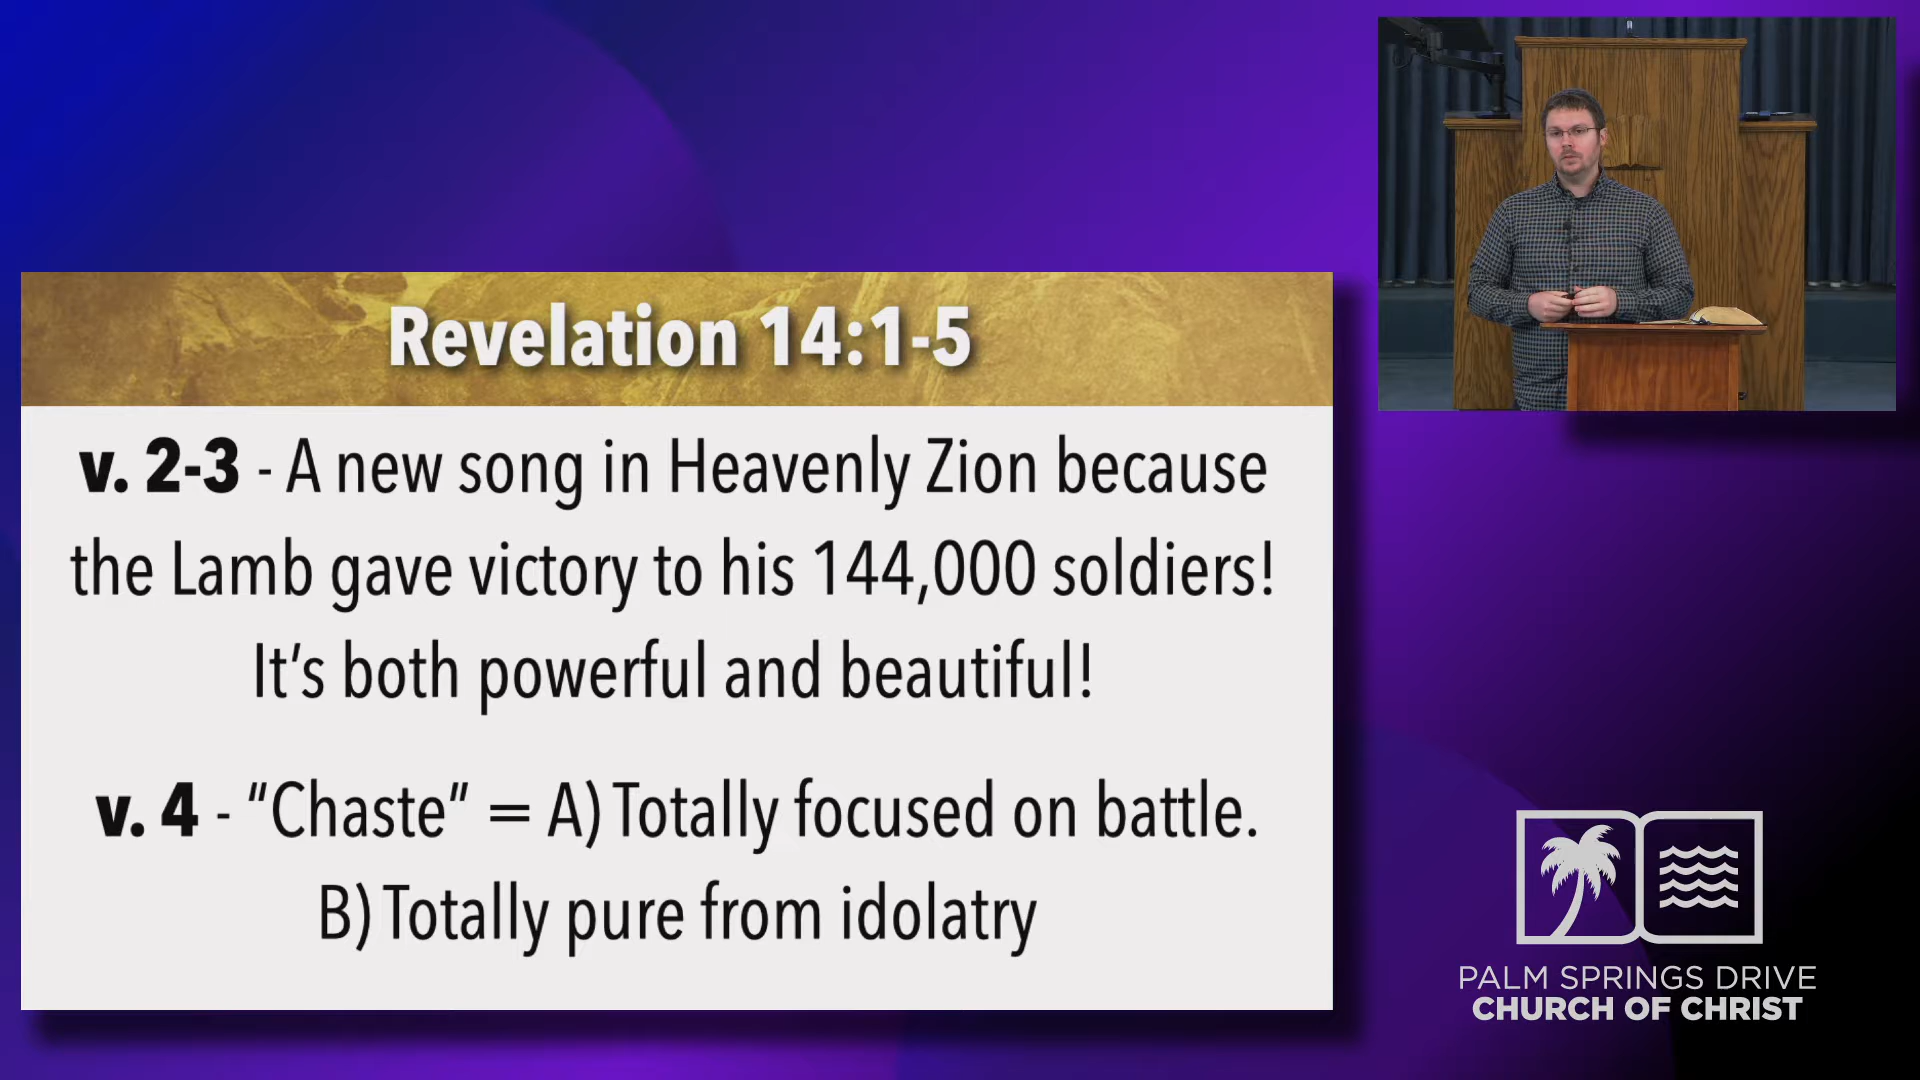 Revelation 14:1-5
v. 2-3 - A new song in Heavenly Zion because
the Lamb gave victory to his 144,000 soldiers!
It’s both powerful and beautiful!
v. 4 - “Chaste” = A) Totally focused on battle.
B) Totally pure from idolatry
PALM SPRINGS DRIVE
CHURCH OF CHRIST